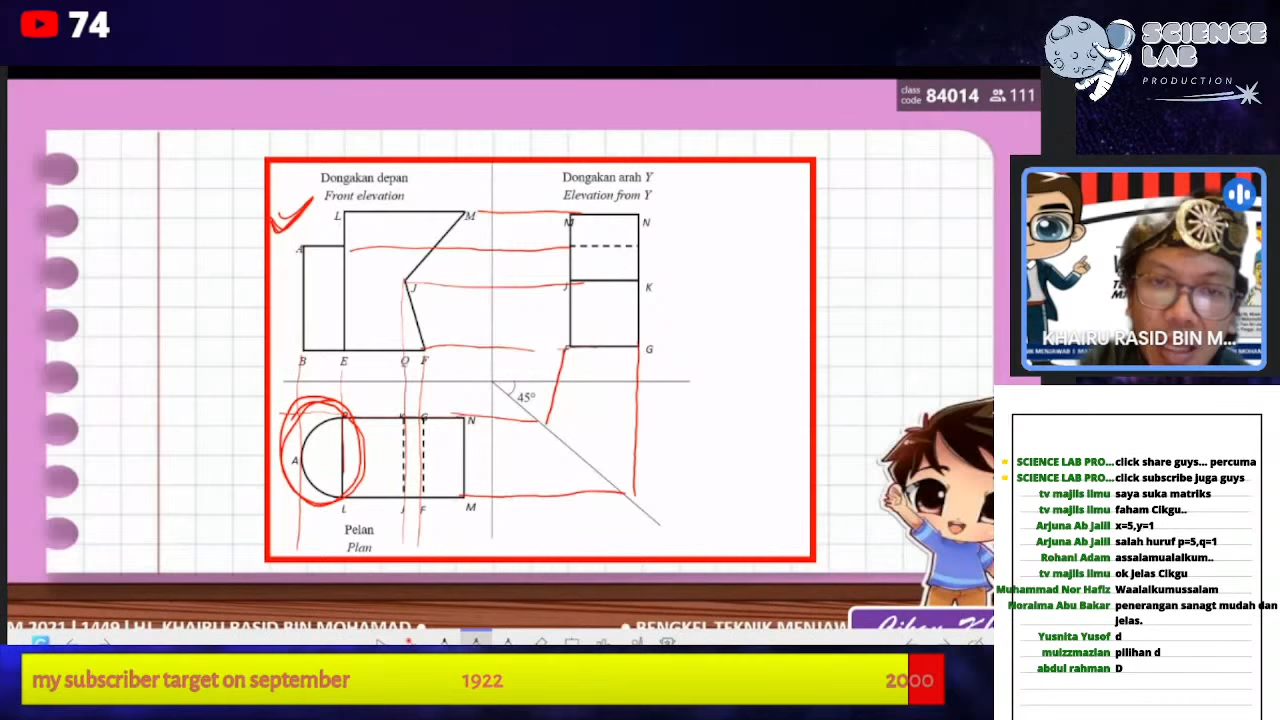 74
SCIENCE
LAB
PRODUCTION
class
code 84014 111
Dongakan depan
Front elevation
Dongakan arah Y
Elevation from Y
L M M N
A
J J K
B E Q F F G
45°
K G N
A
L J F M
Pelan
Plan
KHAIRU RASID BIN M...
SCIENCE LAB PRO... click share guys... percuma
SCIENCE LAB PRO... click subscribe juga guys
tv majlis ilmu saya suka matriks
tv majlis ilmu faham Cikgu..
Arjuna Ab Jalil x=5,y=1
Arjuna Ab Jalil salah huruf p=5,q=1
Rohani Adam assalamualaikum..
tv majlis ilmu ok jelas Cikgu
Muhammad Nor Hafiz Waalaikumussalam
Noraima Abu Bakar penerangan sanagt mudah dan
jelas.
Yusnita Yusof d
muizzmazlan pilihan d
abdul rahman D
M 2021 | 1449 | HI. KHAIRU RASID BIN MOHAMAD ● ● BENGKEL TEKNIK MENJAW
my subscriber target on september 1922 2000